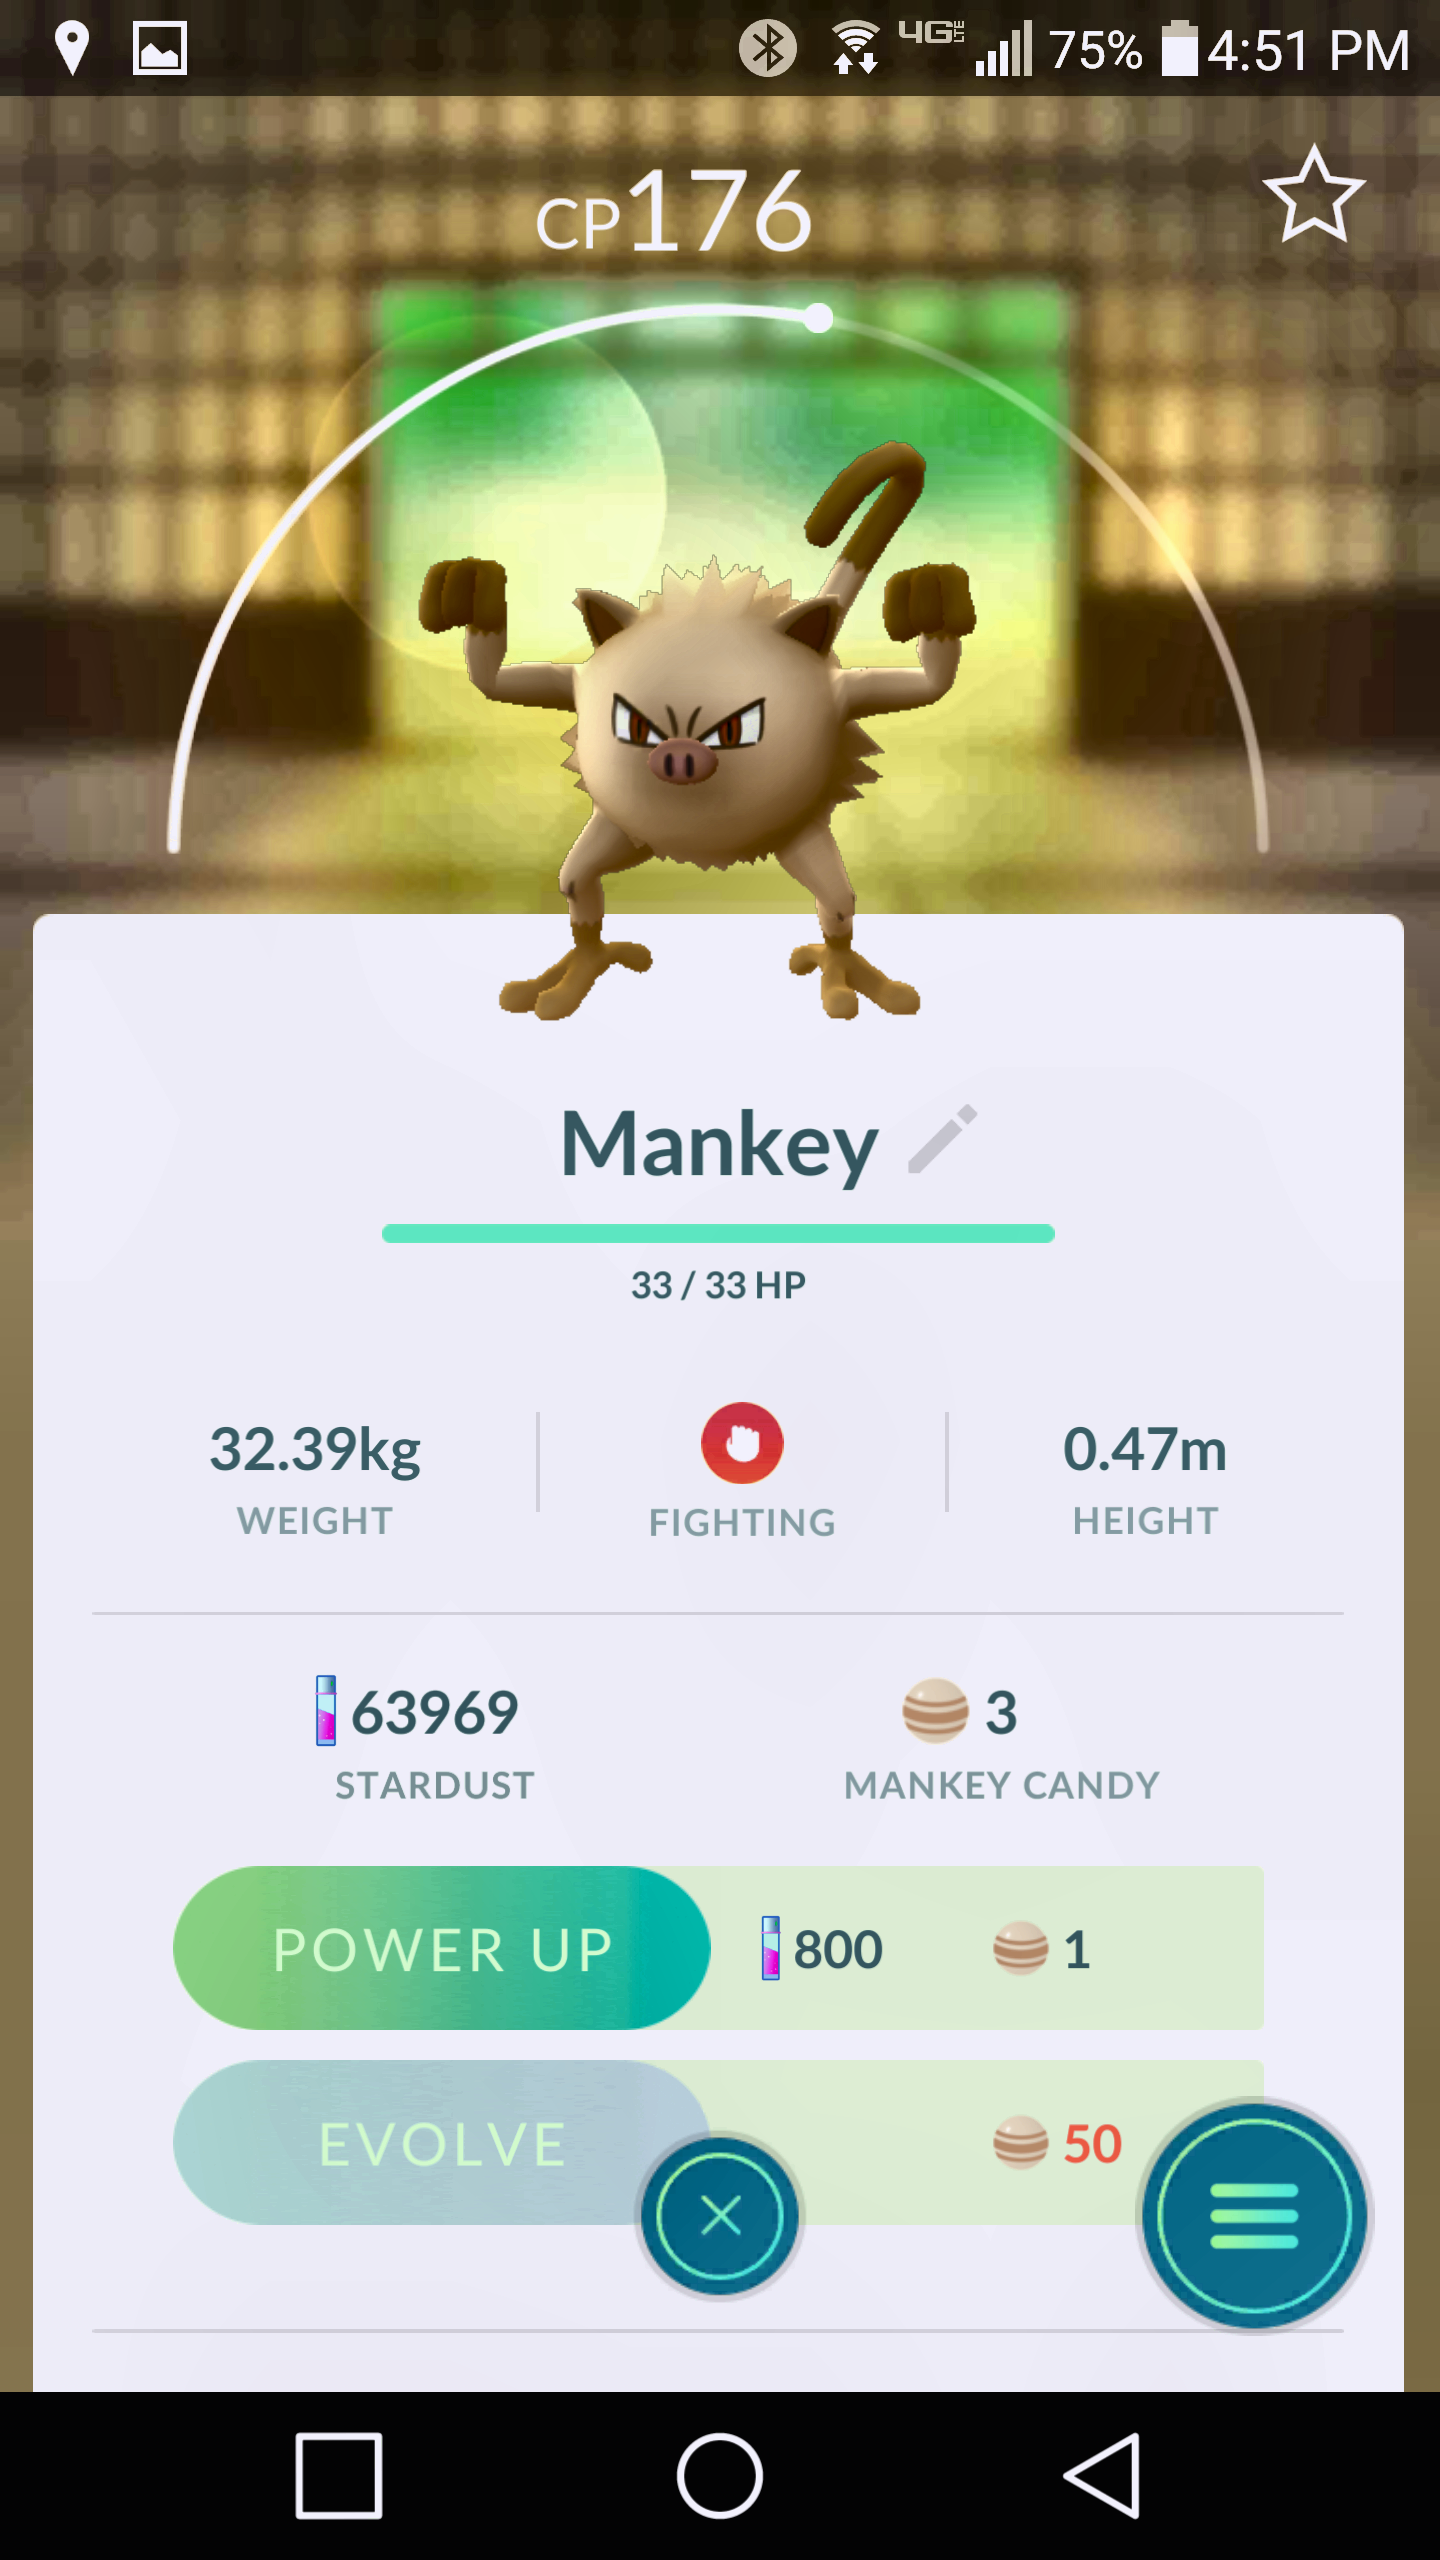 4G LTE 75% 4:51 PM
CP176
Mankey
33 / 33 HP
32.39kg
WEIGHT
FIGHTING
0.47m
HEIGHT
63969
STARDUST
3
MANKEY CANDY
POWER UP 800 1
EVOLVE 50